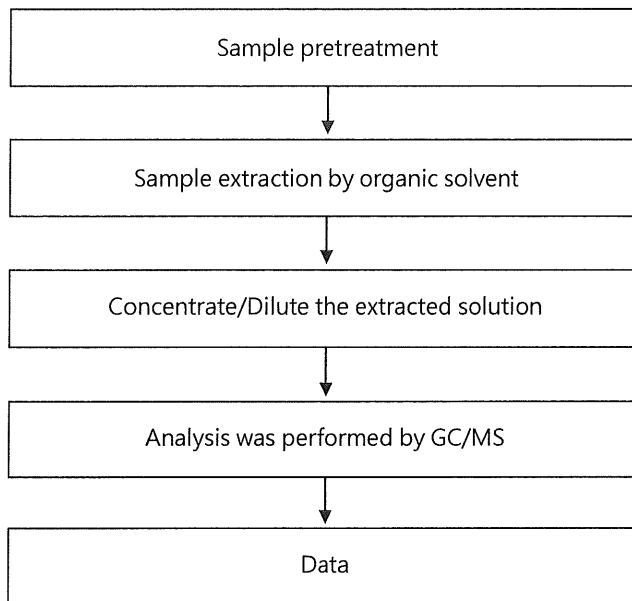 Sample pretreatment
Sample extraction by organic solvent
Concentrate/Dilute the extracted solution
Analysis was performed by GC/MS
Data